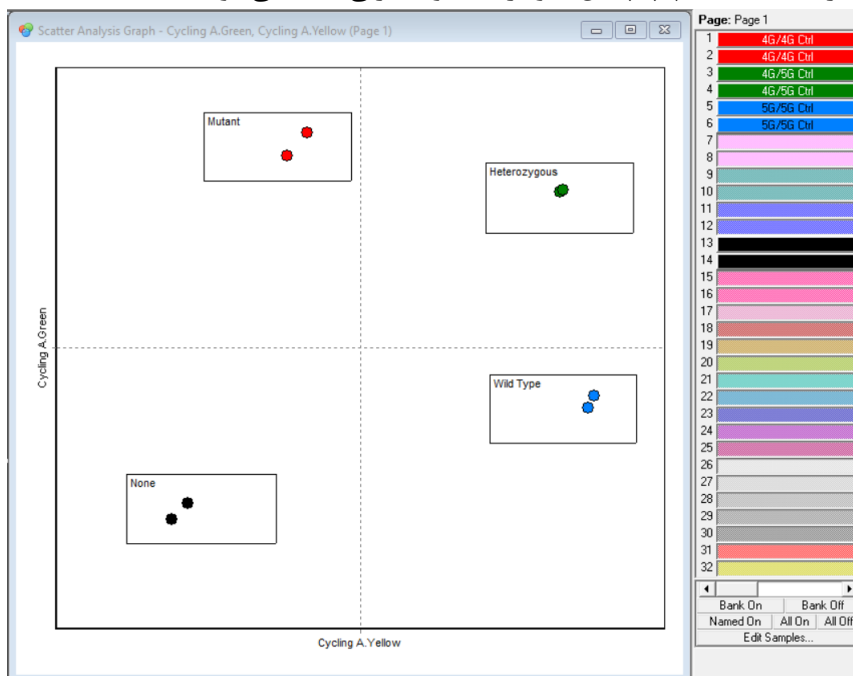 Scatter Analysis Graph - Cycling A.Green, Cycling A.Yellow (Page 1)
Mutant
Heterozygous
Wild Type
None
Cycling A.Green
Cycling A.Yellow
Page: Page 1
1 4G/4G Ctrl
2 4G/4G Ctrl
3 4G/5G Ctrl
4 4G/5G Ctrl
5 5G/5G Ctrl
6 5G/5G Ctrl
7
8
9
10
11
12
13
14
15
16
17
18
19
20
21
22
23
24
25
26
27
28
29
30
31
32
Bank On Bank Off
Named On All On All Off
Edit Samples...